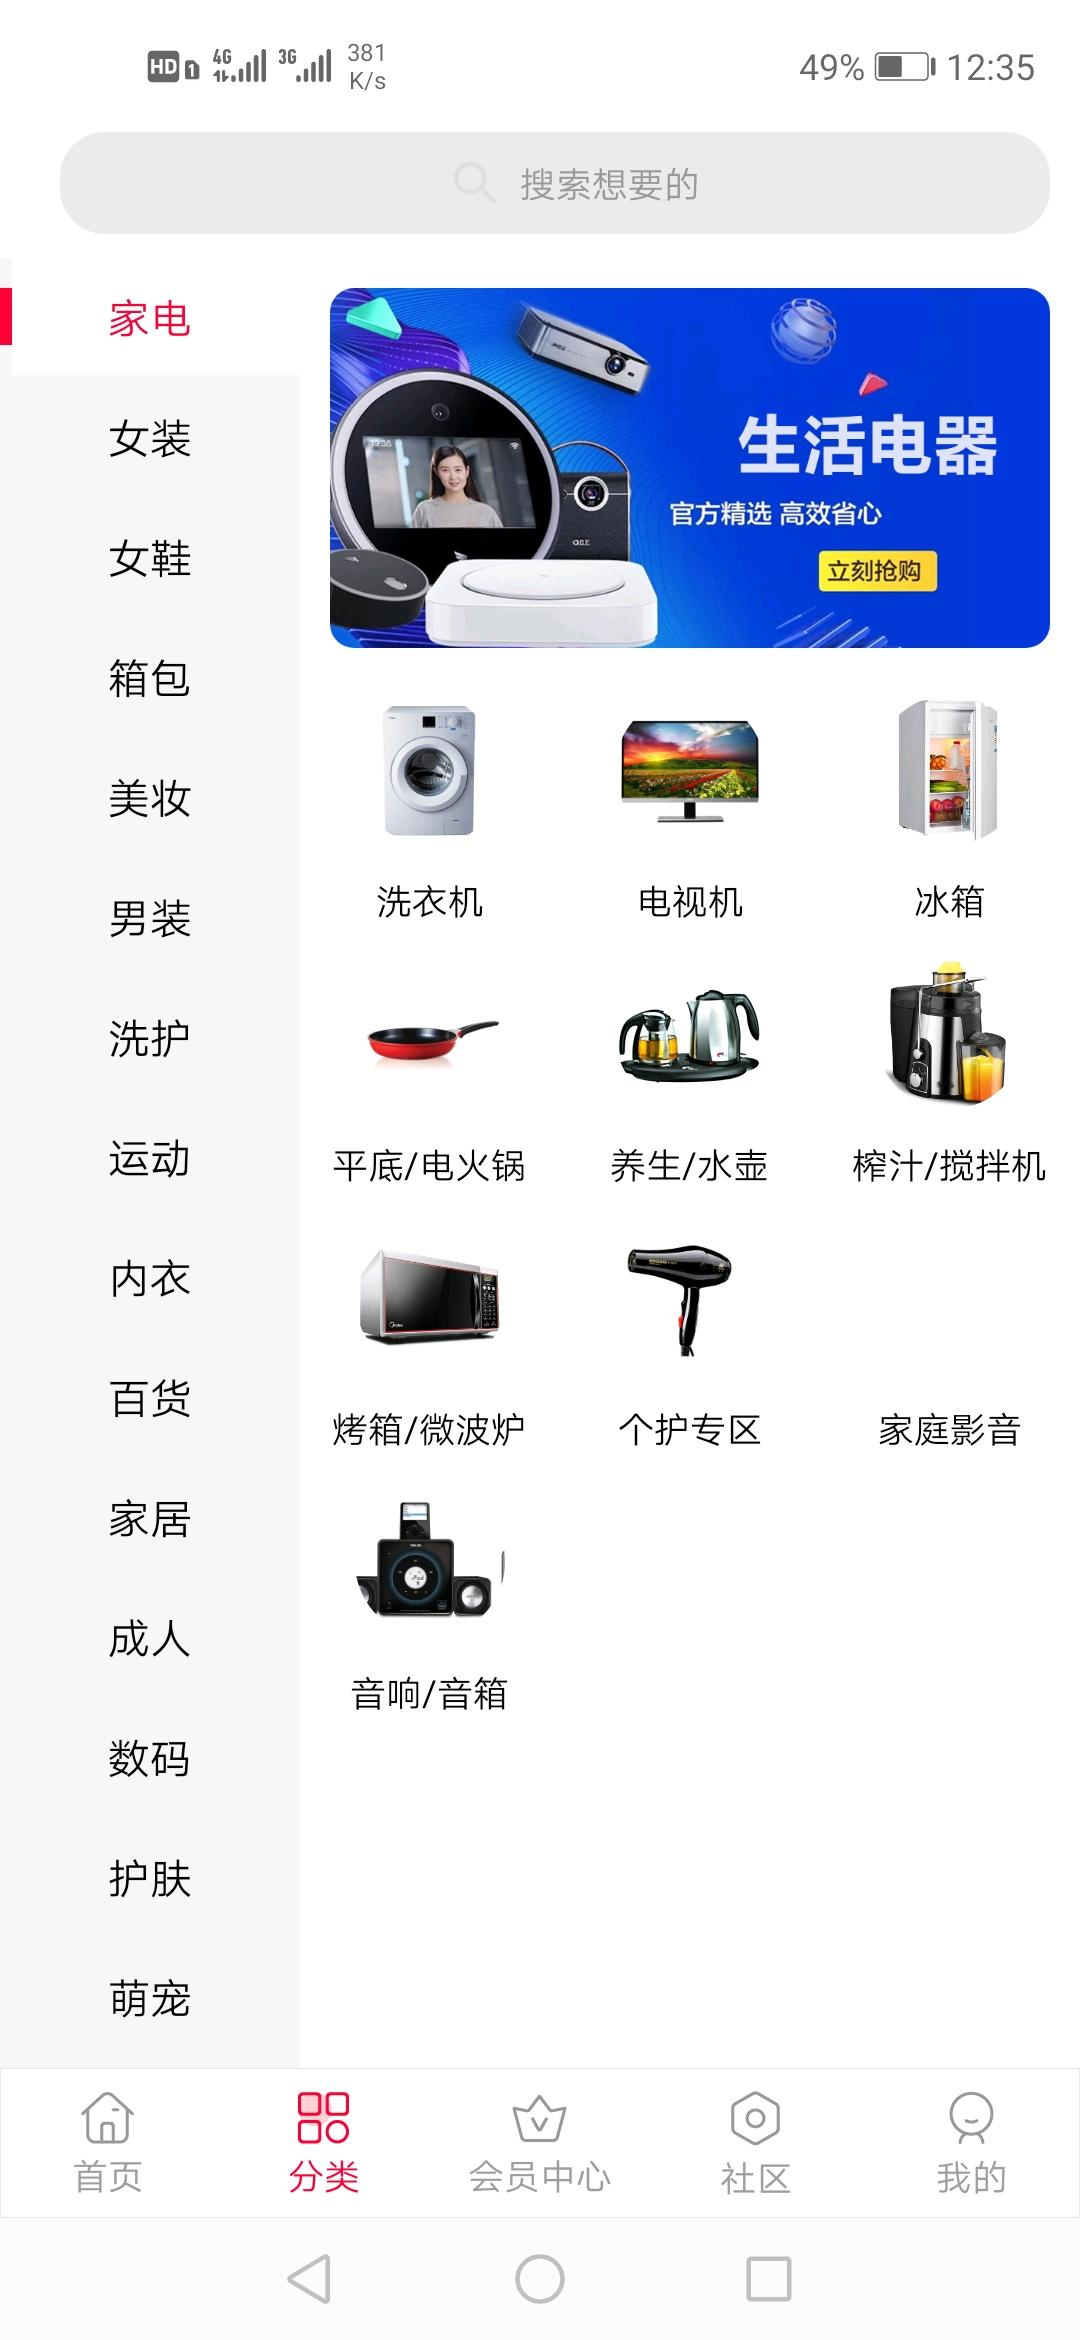 HD 1 4G 3G 381 K/s 49% 12:35
搜索想要的
家电
女装
女鞋
箱包
美妆
男装
洗护
运动
内衣
百货
家居
成人
数码
护肤
萌宠
19:36
生活电器
官方精选 高效省心
立刻抢购
洗衣机 电视机 冰箱
平底/电火锅 养生/水壶 榨汁/搅拌机
烤箱/微波炉 个护专区 家庭影音
音响/音箱
首页 分类 会员中心 社区 我的